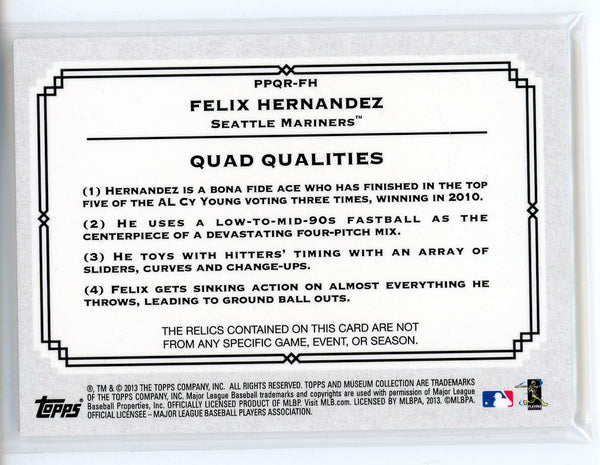 PPQR-FH
FELIX HERNANDEZ
SEATTLE MARINERS™
QUAD QUALITIES
(1) HERNANDEZ IS A BONA FIDE ACE WHO HAS FINISHED IN THE TOP
FIVE OF THE AL CY YOUNG VOTING THREE TIMES, WINNING IN 2010.
(2) HE USES A LOW-TO-MID-90S FASTBALL AS THE
CENTERPIECE OF A DEVASTATING FOUR-PITCH MIX.
(3) HE TOYS WITH HITTERS' TIMING WITH AN ARRAY OF
SLIDERS, CURVES AND CHANGE-UPS.
(4) FELIX GETS SINKING ACTION ON ALMOST EVERYTHING HE
THROWS, LEADING TO GROUND BALL OUTS.
THE RELICS CONTAINED ON THIS CARD ARE NOT
FROM ANY SPECIFIC GAME, EVENT, OR SEASON.
®, TM & © 2013 THE TOPPS COMPANY, INC. ALL RIGHTS RESERVED. TOPPS AND MUSEUM COLLECTION ARE TRADEMARKS
OF THE TOPPS COMPANY, INC. Major League Baseball trademarks and copyrights are used with permission of Major League
Baseball Properties, Inc. OFFICIALLY LICENSED PRODUCT OF MLBP. Visit MLB.com. LICENSED BY MLBPA, 2013. ©MLBPA.
OFFICIAL LICENSEE – MAJOR LEAGUE BASEBALL PLAYERS ASSOCIATION.
TOPPS